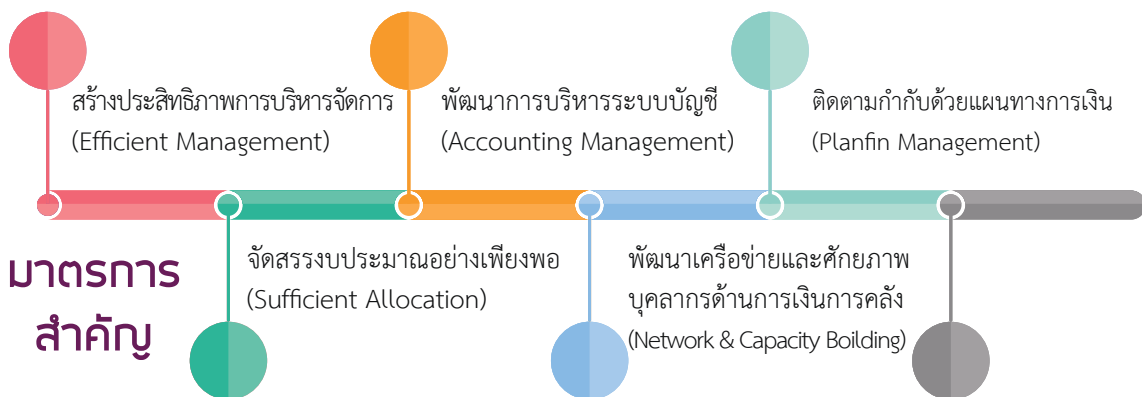 สร้างประสิทธิภาพการบริหารจัดการ
(Efficient Management)
พัฒนาการบริหารระบบบัญชี
(Accounting Management)
ติดตามกำกับด้วยแผนทางการเงิน
(Planfin Management)
มาตรการ
สำคัญ
จัดสรรงบประมาณอย่างเพียงพอ
(Sufficient Allocation)
พัฒนาเครือข่ายและศักยภาพ
บุคลากรด้านการเงินการคลัง
(Network & Capacity Boilding)